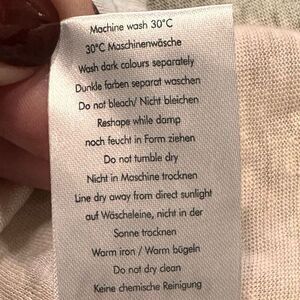 Machine wash 30°C
30°C Maschinenwäsche
Wash dark colours separately
Dunkle farben separat waschen
Do not bleach/ Nicht bleichen
Reshape while damp
noch feucht in Form ziehen
Do not tumble dry
Nicht in Maschine trocknen
Line dry away from direct sunlight
auf Wäscheleine, nicht in der
Sonne trocknen
Warm iron / Warm bügeln
Do not dry clean
Keine chemische Reinigung